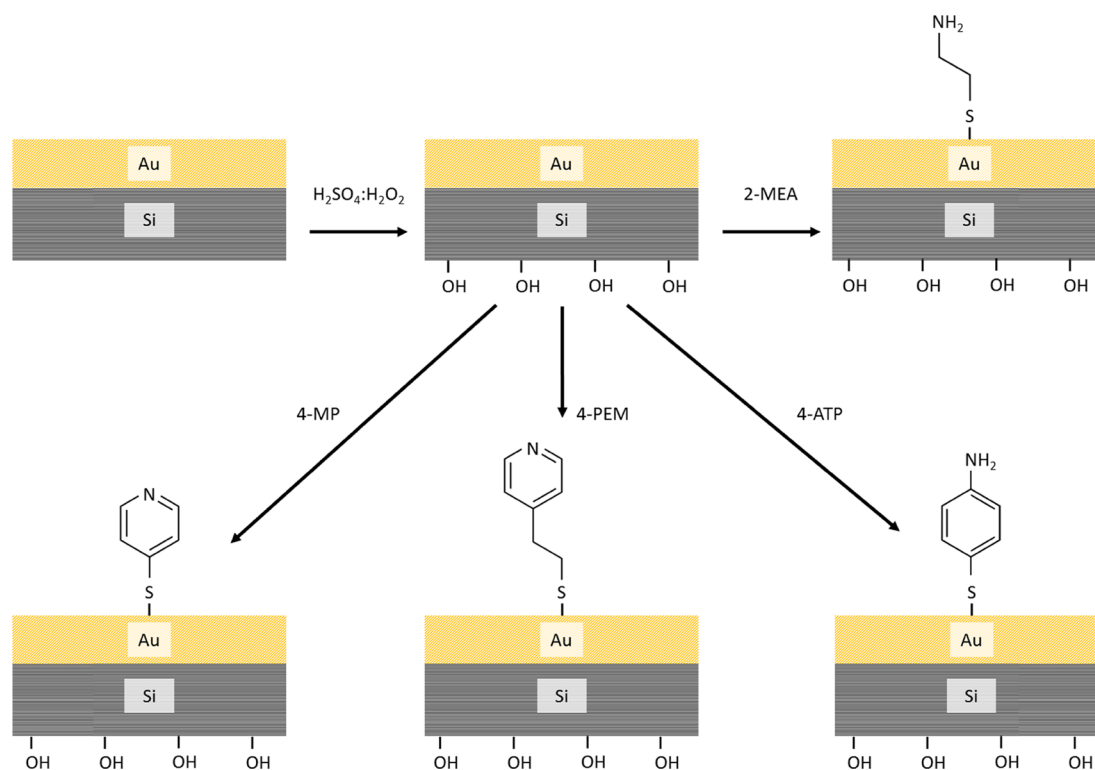 NH₂
S
Au
Si
H₂SO₄:H₂O₂
Au
Si
OH OH OH OH
2-MEA
Au
Si
OH OH OH OH
4-MP
4-PEM
4-ATP
N
S
Au
Si
OH OH OH OH
N
S
Au
Si
OH OH OH OH
NH₂
S
Au
Si
OH OH OH OH